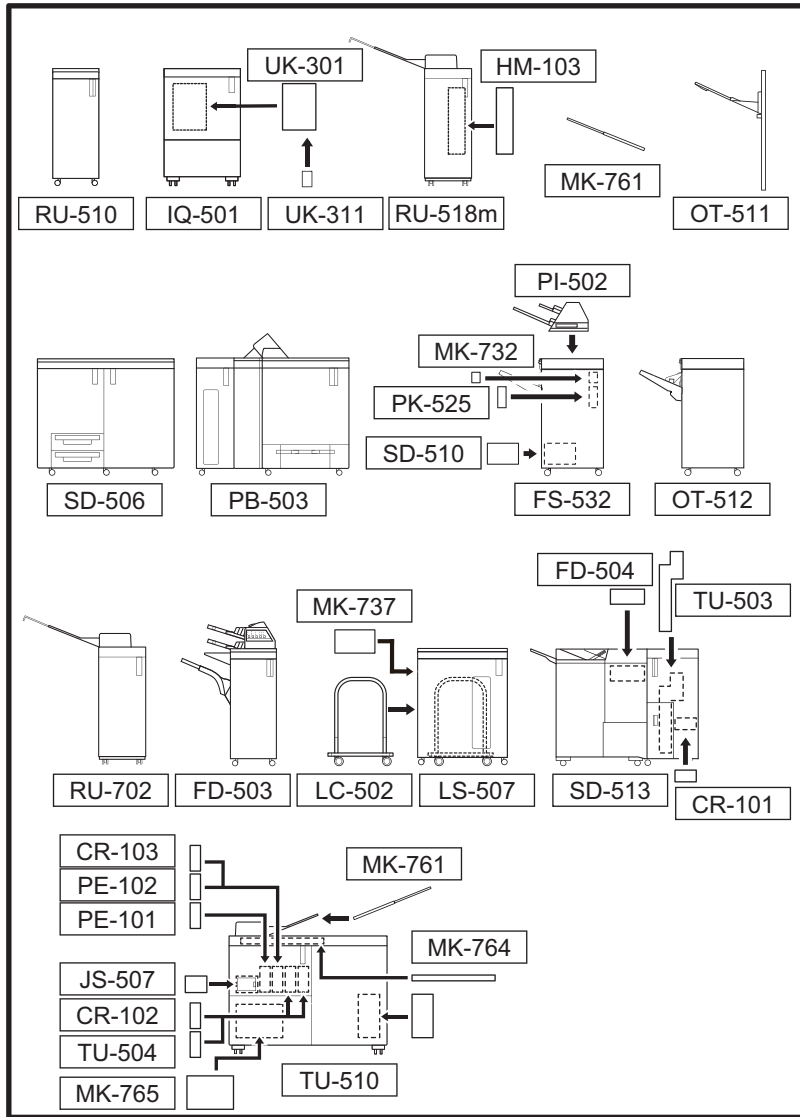 UK-301
HM-103
RU-510
IQ-501
UK-311
RU-518m
MK-761
OT-511
PI-502
MK-732
PK-525
SD-510
SD-506
PB-503
FS-532
OT-512
FD-504
TU-503
MK-737
RU-702
FD-503
LC-502
LS-507
SD-513
CR-101
CR-103
PE-102
PE-101
MK-761
MK-764
JS-507
CR-102
TU-504
MK-765
TU-510